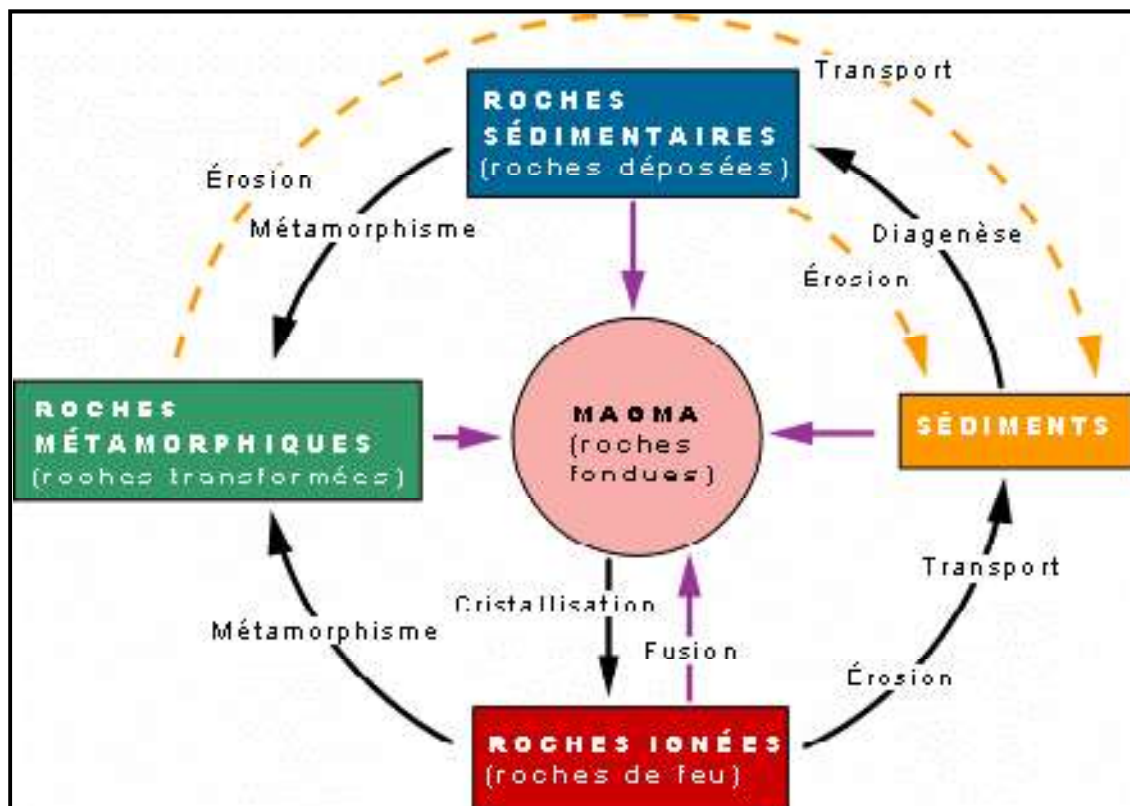 Transport
ROCHES
SÉDIMENTAIRES
(roches déposées)
Érosion
Métamorphisme
Diagenèse
Érosion
ROCHES
MÉTAMORPHIQUES
(roches transformées)
MAGMA
(roches
fondues)
SÉDIMENTS
Transport
Cristallisation
Métamorphisme
Fusion
Érosion
ROCHES IGNÉES
(roches de feu)